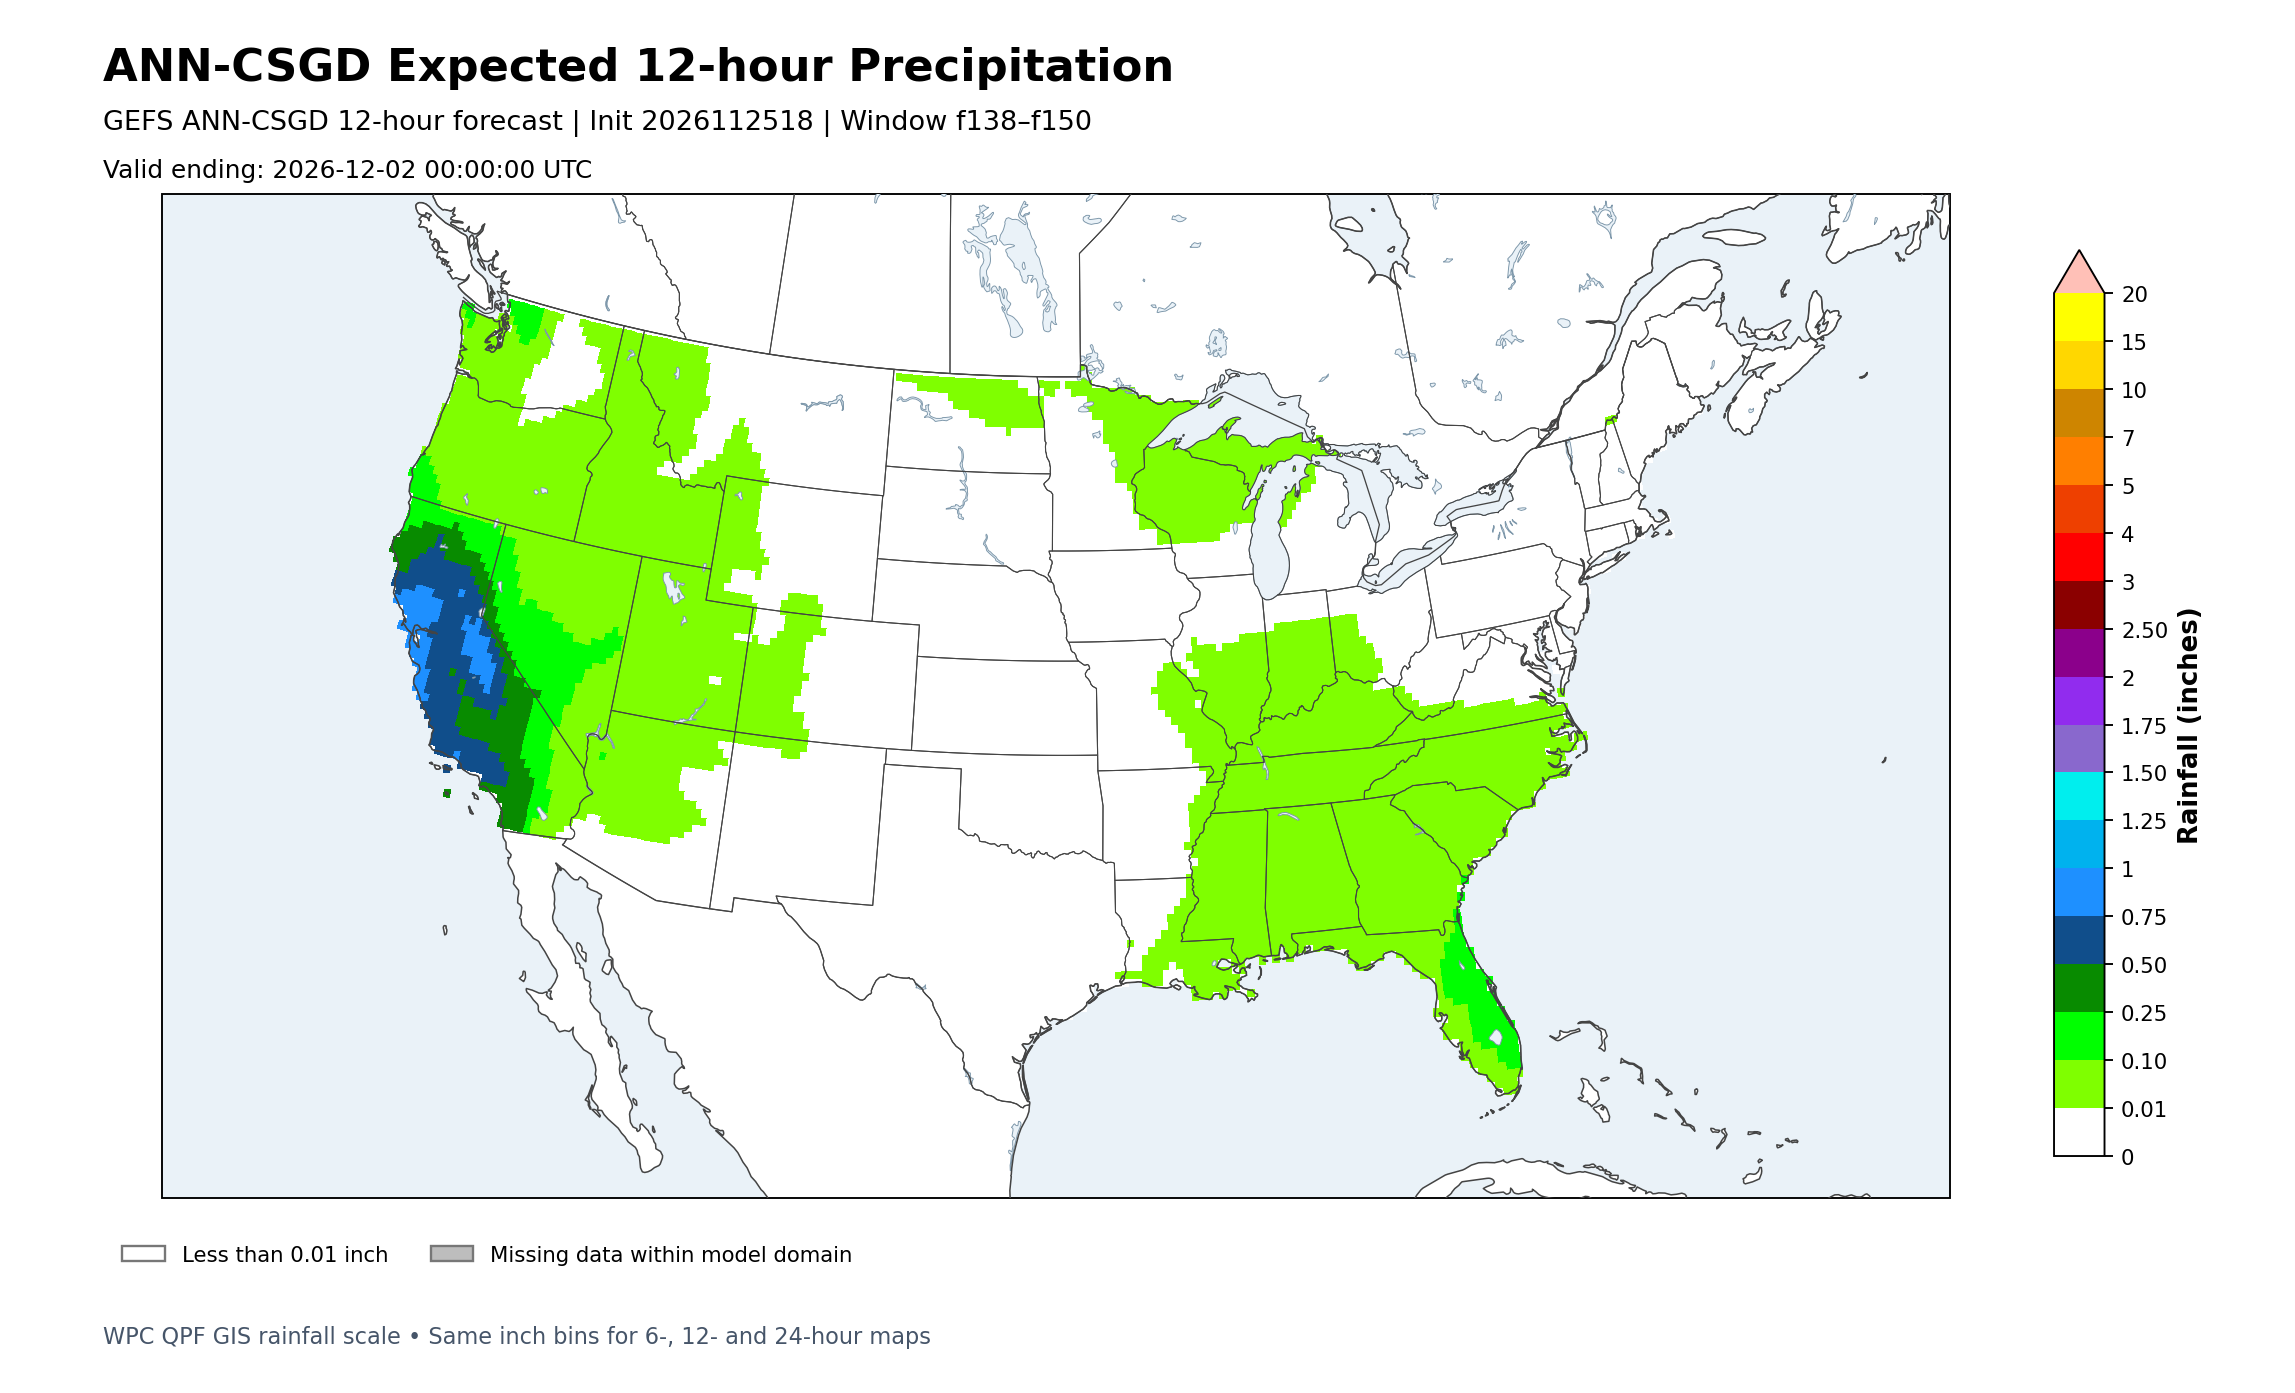 ANN-CSGD Expected 12-hour Precipitation
GEFS ANN-CSGD 12-hour forecast | Init 2026112518 | Window f138–f150
Valid ending: 2026-12-02 00:00:00 UTC
20
15
10
7
5
4
3
2.50
2
1.75
1.50
1.25
1
0.75
0.50
0.25
0.10
0.01
0
Rainfall (inches)
Less than 0.01 inch
Missing data within model domain
WPC QPF GIS rainfall scale • Same inch bins for 6-, 12- and 24-hour maps